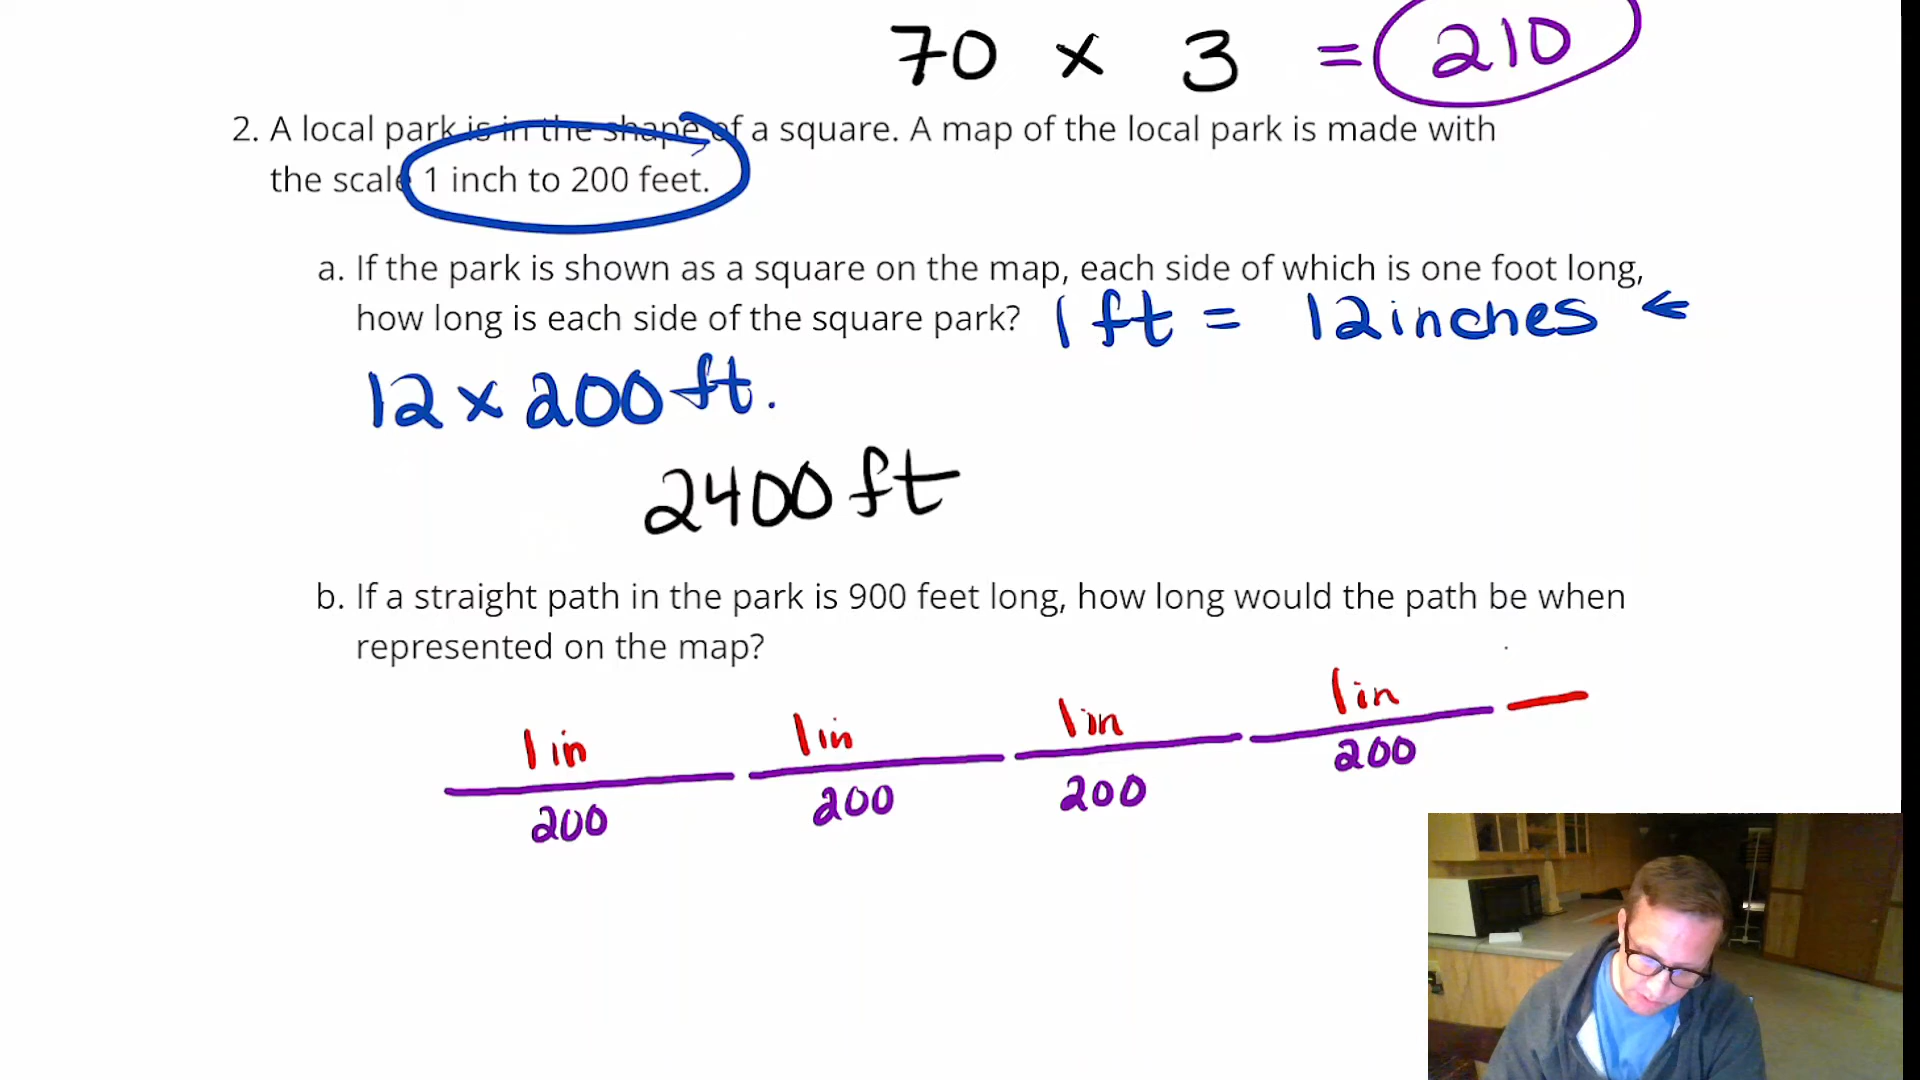 70 x 3 = 210
2. A local park is in the shape of a square. A map of the local park is made with
the scale 1 inch to 200 feet.
a. If the park is shown as a square on the map, each side of which is one foot long,
how long is each side of the square park? 1 ft = 12 inches ←
12 x 200 ft.
2400 ft
b. If a straight path in the park is 900 feet long, how long would the path be when
represented on the map?
1 in 1 in 1 in 1 in
200 200 200 200